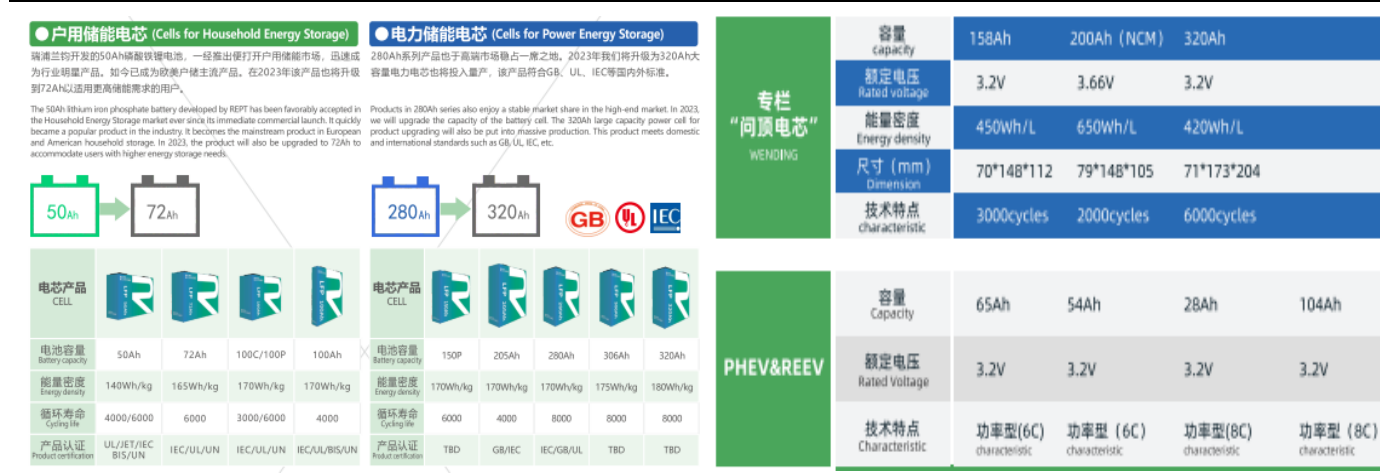 户用储能电芯 (Cells for Household Energy Storage)
瑞浦兰钧开发的50Ah磷酸铁锂电池，一经推出便打开户用储能市场，迅速成
为行业明星产品。如今已成为欧美户储主流产品。在2023年该产品也将升级
到72Ah以适用更高储能需求的用户。
The 50Ah lithium iron phosphate battery developed by REPT has been favorably accepted in
the Household Energy Storage market ever since its immediate commercial launch. It quickly
became a popular product in the industry. It becomes the mainstream product in European
and American household storage. In 2023, the product will also be upgraded to 72Ah to
accommodate users with higher energy storage needs.
50Ah 72Ah
电芯产品
CELL
电池容量 50Ah 72Ah 100C/100P 100Ah
Battery capacity
能量密度 140Wh/kg 165Wh/kg 170Wh/kg 170Wh/kg
Energy density
循环寿命 4000/6000 6000 3000/6000 4000
Cycling life
产品认证 UL/JET/IEC BIS/UN IEC/UL/UN IEC/UL/UN IEC/UL/BIS/UN
Product certification
电力储能电芯 (Cells for Power Energy Storage)
280Ah系列产品也于高端市场稳占一席之地。2023年我们将升级为320Ah大
容量电力电芯也将投入量产，该产品符合GB、UL、IEC等国内外标准。
Products in 280Ah series also enjoy a stable market share in the high-end market. In 2023,
we will upgrade the capacity of the battery cell. The 320Ah large capacity power cell for
product upgrading will also be put into massive production. This product meets domestic
and international standards such as GB, UL, IEC, etc.
280Ah 320Ah GB UL IEC
电芯产品
CELL
电池容量 150P 205Ah 280Ah 306Ah 320Ah
Battery capacity
能量密度 170Wh/kg 170Wh/kg 170Wh/kg 175Wh/kg 180Wh/kg
Energy density
循环寿命 6000 4000 8000 8000 8000
Cycling life
产品认证 TBD GB/IEC IEC/GB/UL TBD TBD
Product certification
专栏
“问顶电芯”
WENDING
容量 158Ah 200Ah (NCM) 320Ah
capacity
额定电压 3.2V 3.66V 3.2V
Rated voltage
能量密度 450Wh/L 650Wh/L 420Wh/L
Energy density
尺寸 (mm) 70*148*112 79*148*105 71*173*204
Dimension
技术特点 3000cycles 2000cycles 6000cycles
characteristic
PHEV&REEV
容量 65Ah 54Ah 28Ah 104Ah
Capacity
额定电压 3.2V 3.2V 3.2V 3.2V
Rated Voltage
技术特点 功率型(6C) 功率型 (6C) 功率型(8C) 功率型 (8C)
Characteristic characteristic characteristic characteristic characteristic